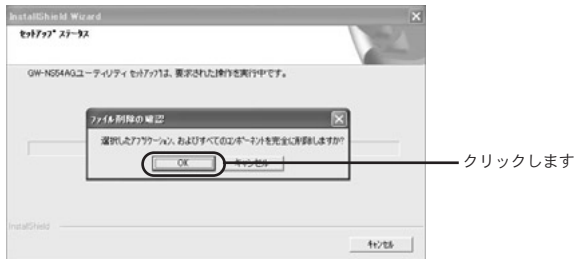 InstallShield Wizard
セットアップ ステータス
GW-NS54AGユーティリティ セットアップは、要求された操作を実行中です。
ファイル削除の確認
選択したアプリケーション、およびすべてのコンポーネントを完全に削除しますか?
OK
キャンセル
クリックします
InstallShield
キャンセル